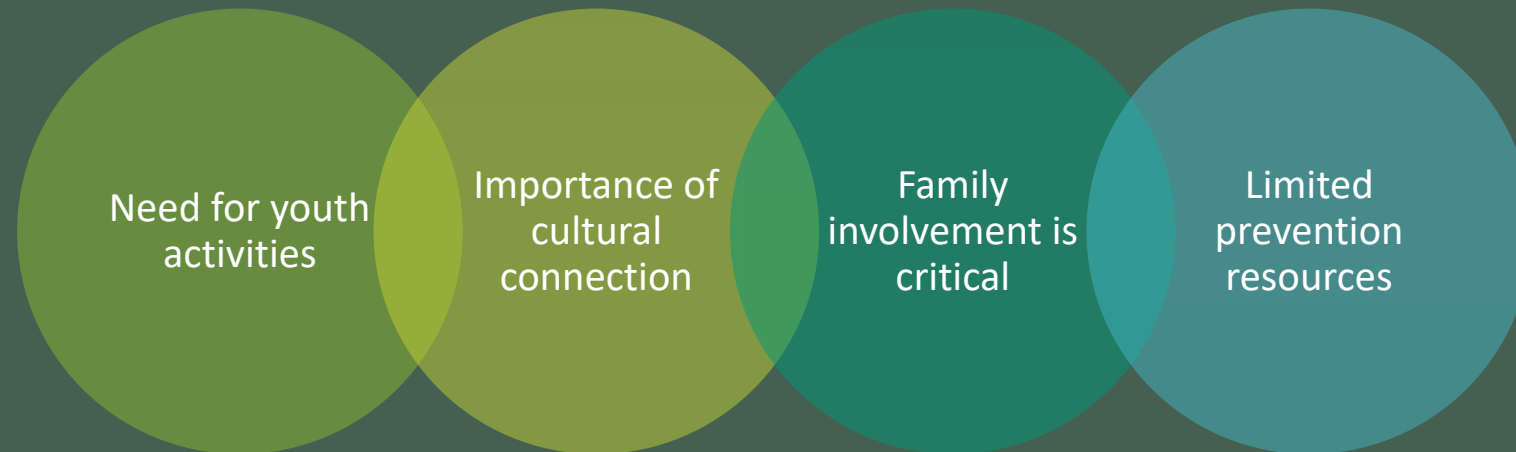 Need for youth
activities
Importance of
cultural
connection
Family
involvement is
critical
Limited
prevention
resources